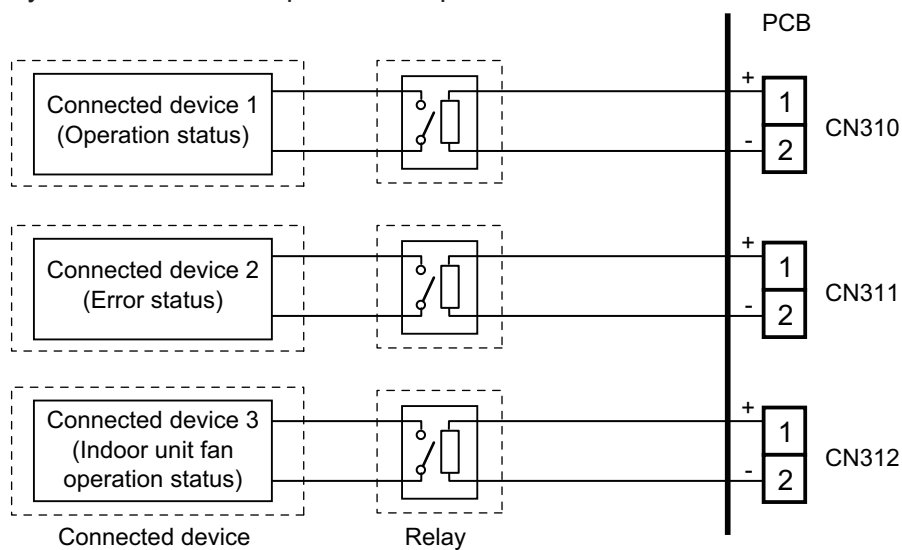 PCB
Connected device 1
(Operation status)
+
1
-
2
CN310
Connected device 2
(Error status)
+
1
-
2
CN311
Connected device 3
(Indoor unit fan
operation status)
+
1
-
2
CN312
Connected device
Relay